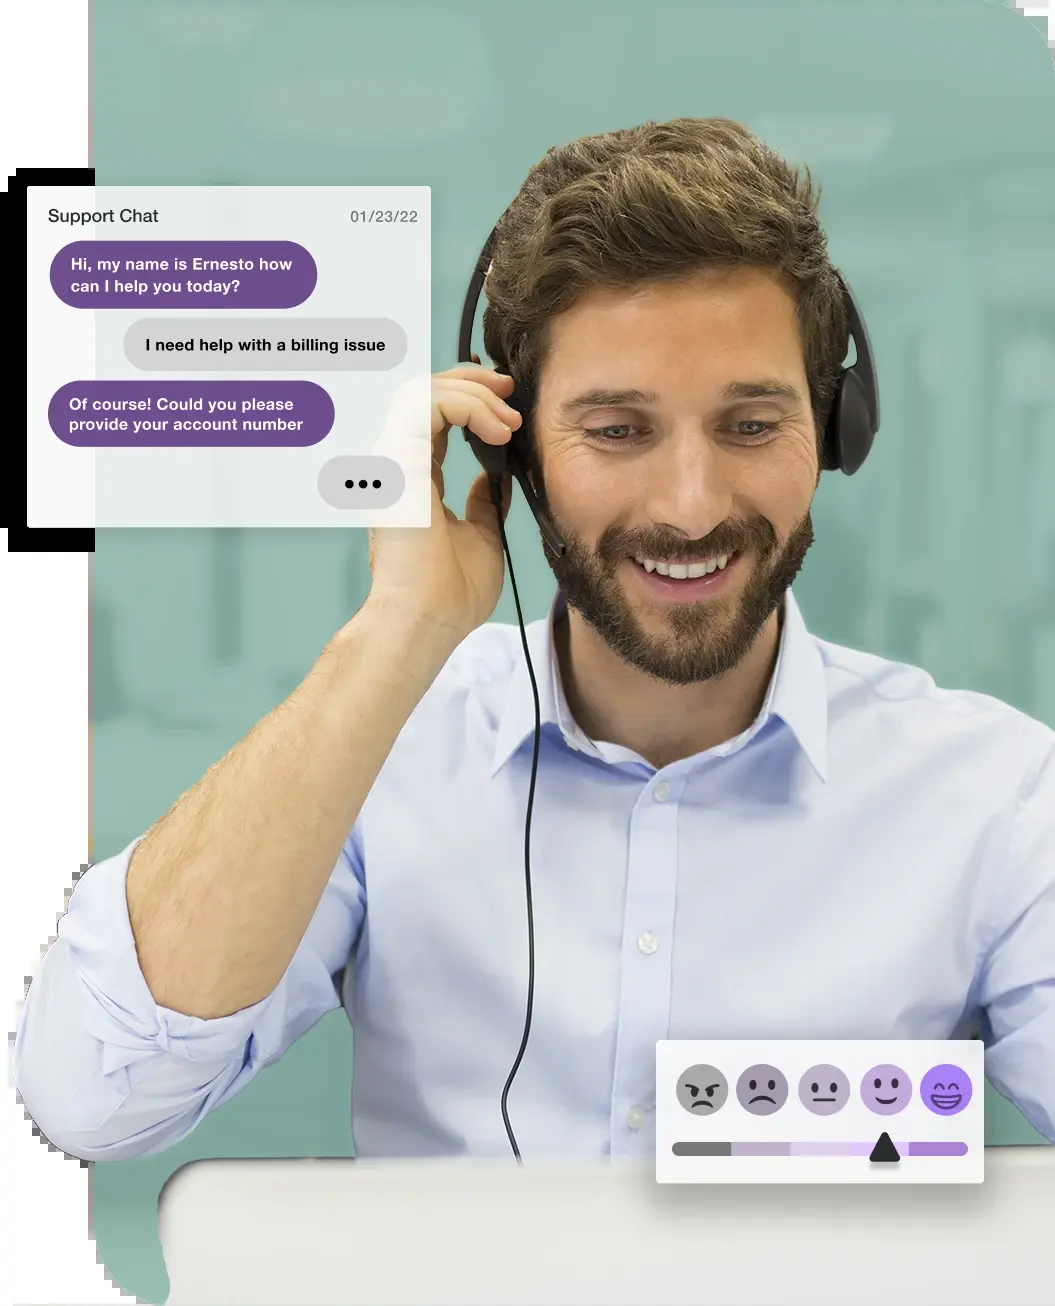 Support Chat
01/23/22
Hi, my name is Ernesto how
can I help you today?
I need help with a billing issue
Of course! Could you please
provide your account number
•••